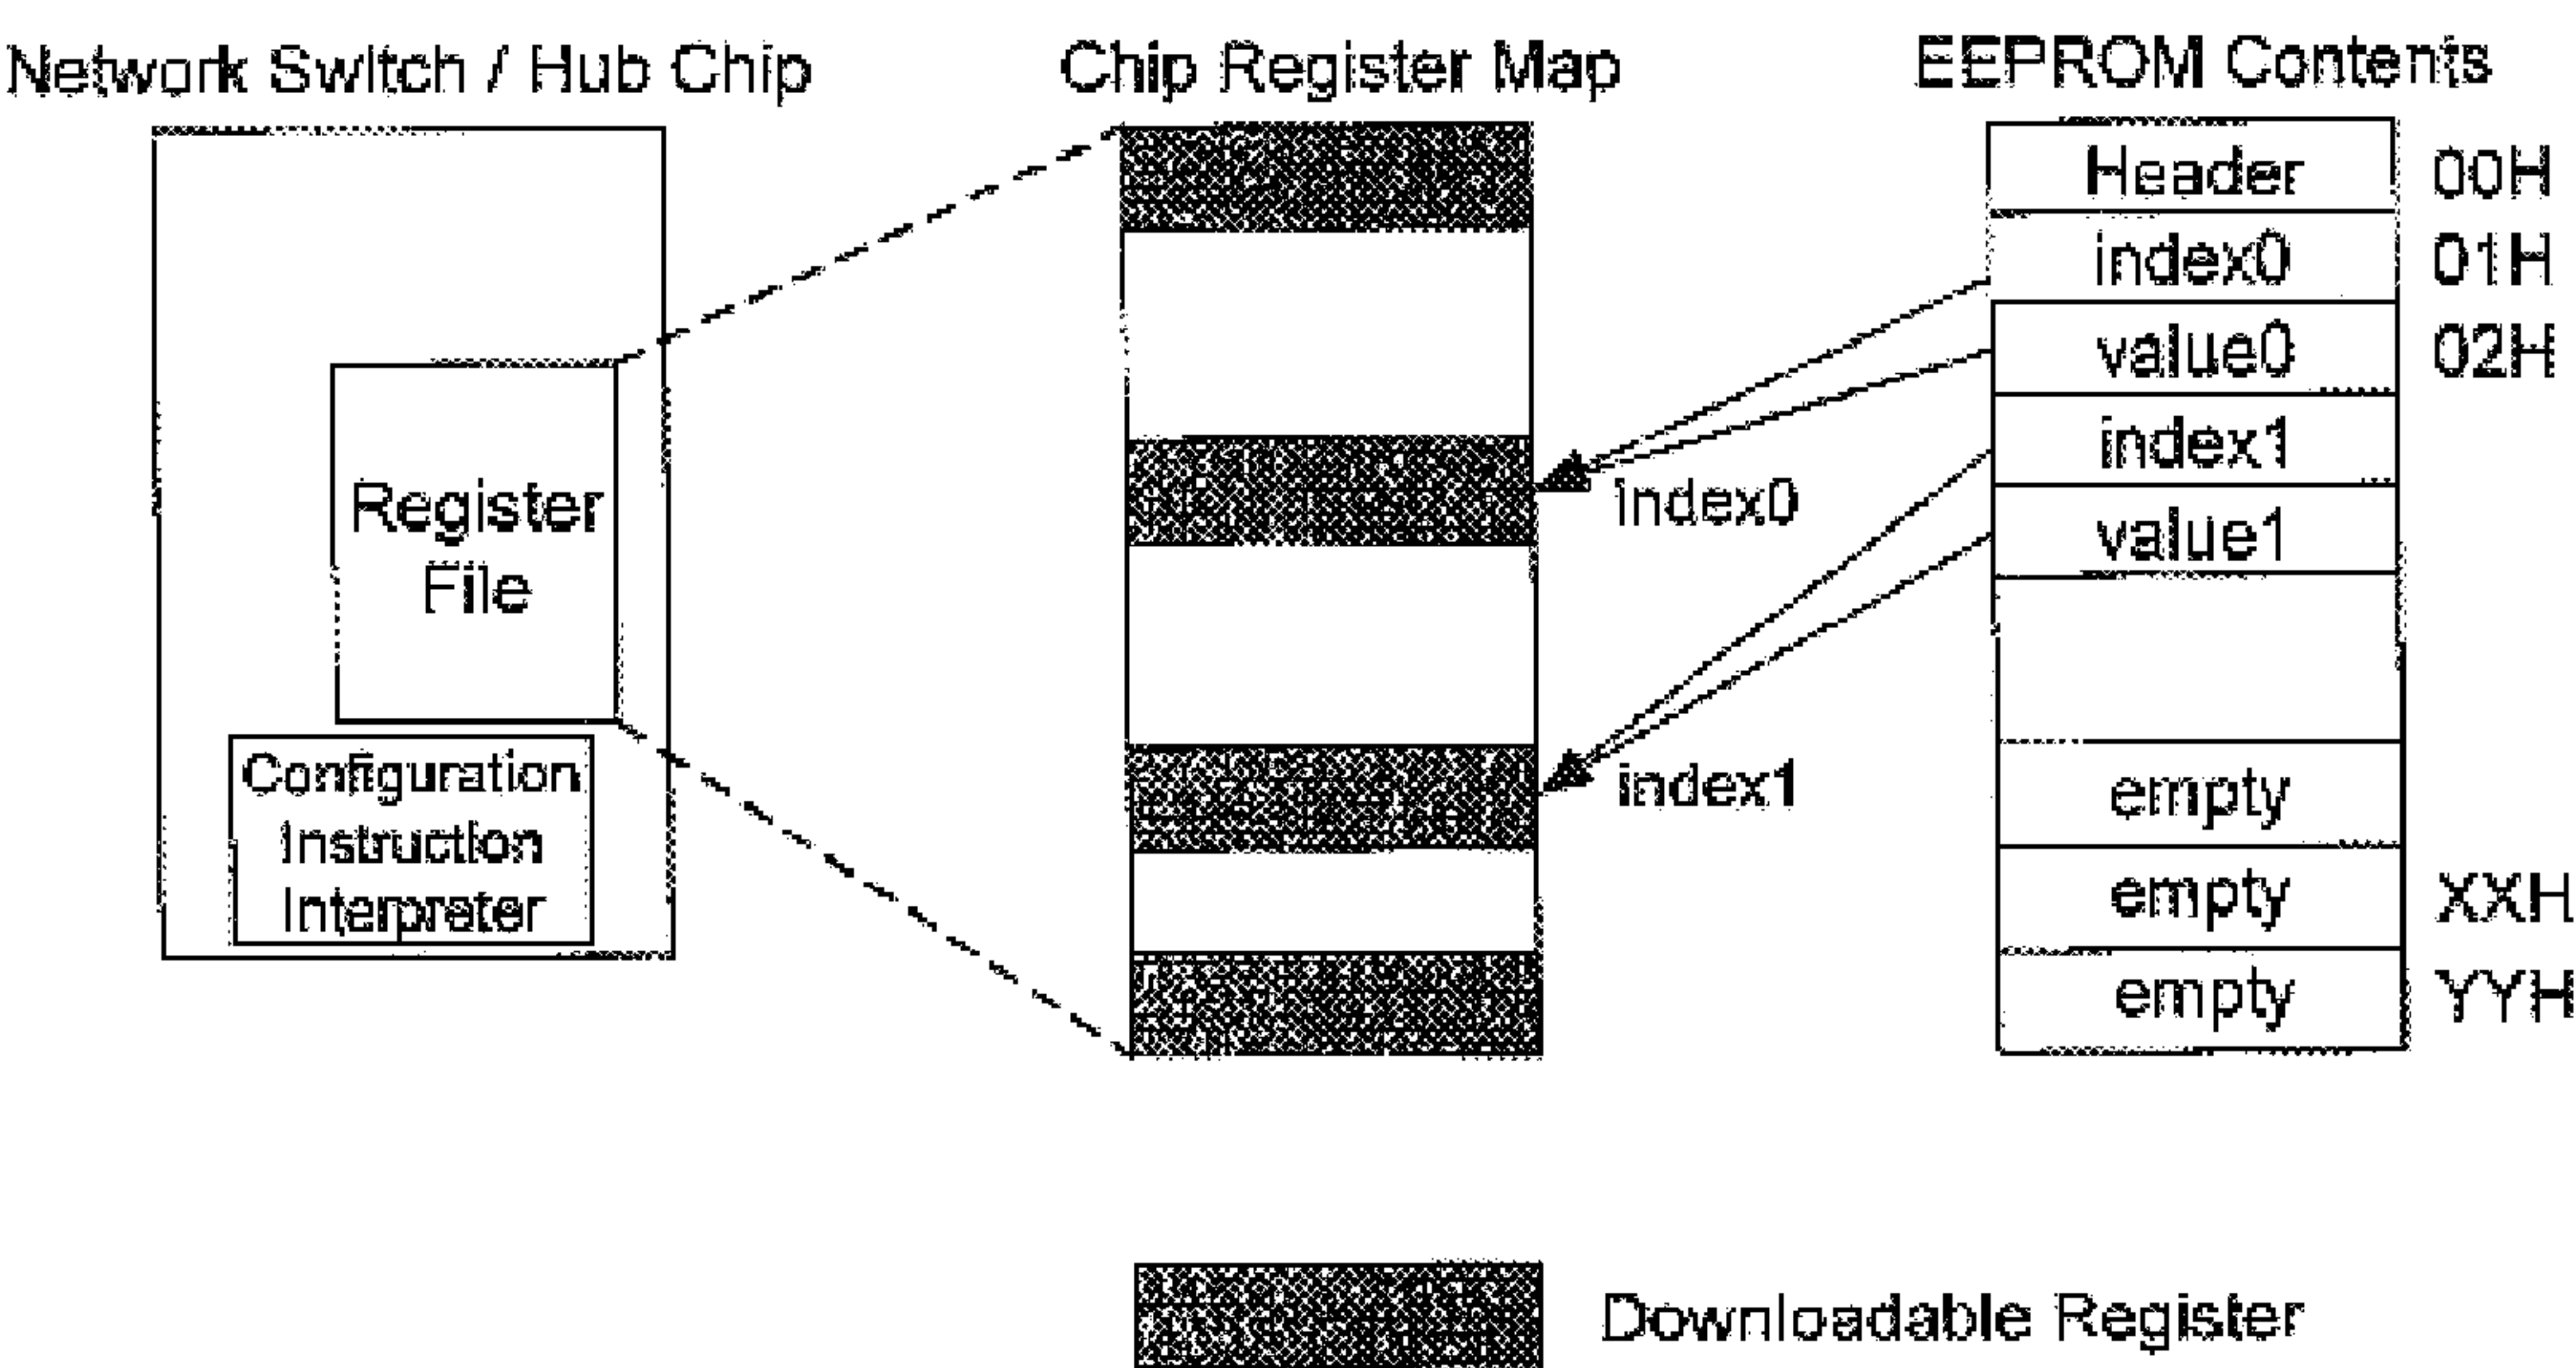 Network Switch / Hub Chip
Chip Register Map
EEPROM Contents
Register
File
Configuration
Instruction
Interpreter
index0
index1
Header 00H
index0 01H
value0 02H
index1
value1
empty
empty XXH
empty YYH
Downloadable Register